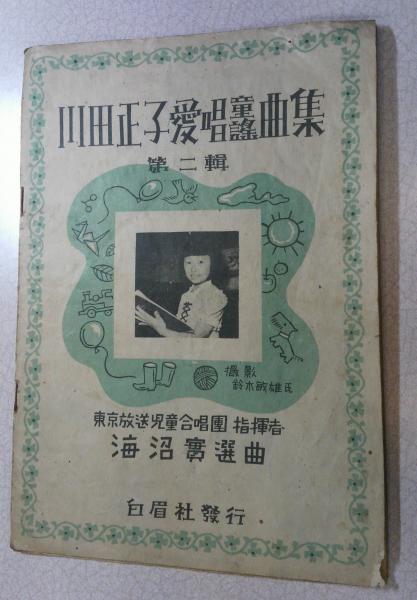 川田正子愛唱童謠曲集
第二輯
撮影
鈴木敏雄氏
東京放送児童合唱團 指揮者
海沼實選曲
白眉社發行